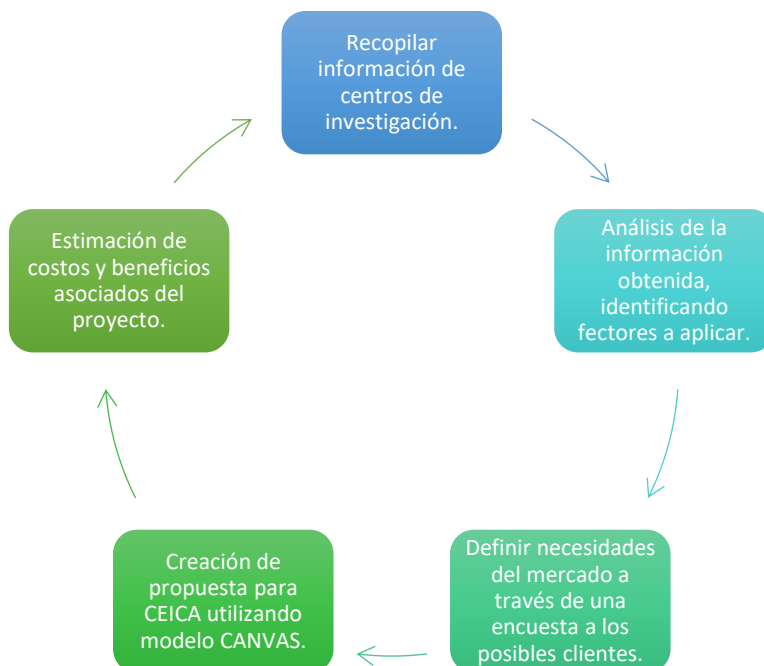 Recopilar
información de
centros de
investigación.
Análisis de la
información
obtenida,
identificando
fectores a aplicar.
Definir necesidades
del mercado a
través de una
encuesta a los
posibles clientes.
Creación de
propuesta para
CEICA utilizando
modelo CANVAS.
Estimación de
costos y beneficios
asociados del
proyecto.